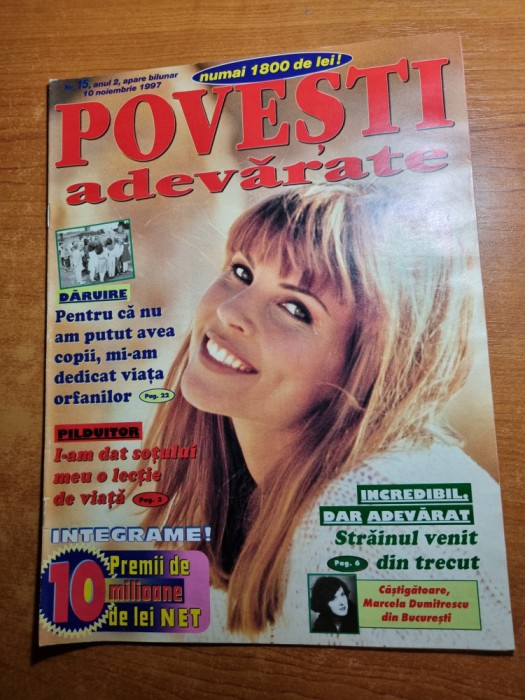 Nr. 15, anul 2, apare bilunar
10 noiembrie 1997
numai 1800 de lei!
POVEȘTI
adevărate
DĂRUIRE
Pentru că nu
am putut avea
copii, mi-am
dedicat viața
orfanilor Pag. 22
PILDUITOR
I-am dat soțului
meu o lecție
de viață Pag. 3
INTEGRAME!
10
Premii de
milioane
de lei NET
INCREDIBIL,
DAR ADEVĂRAT
Străinul venit
Pag. 6 din trecut
Câștigătoare,
Marcela Dumitrescu
din București